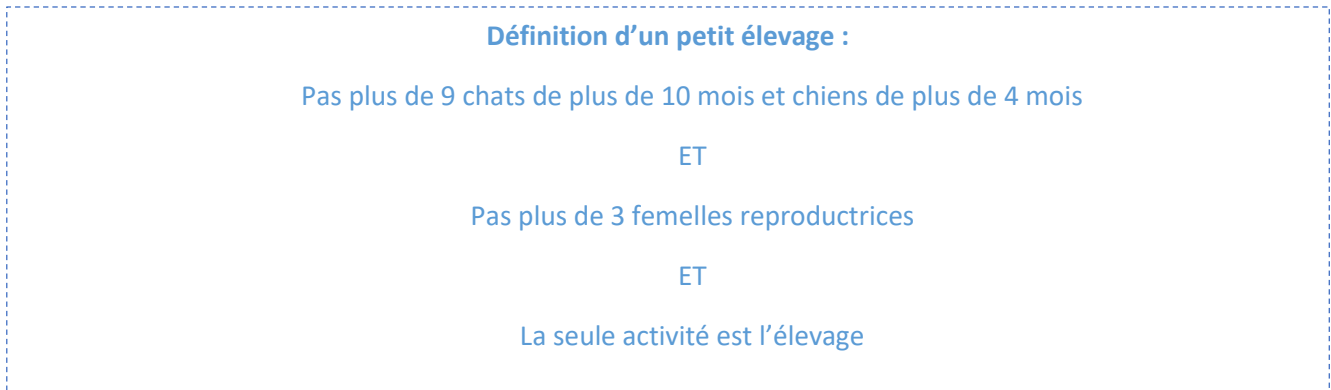 Définition d’un petit élevage :
Pas plus de 9 chats de plus de 10 mois et chiens de plus de 4 mois
ET
Pas plus de 3 femelles reproductrices
ET
La seule activité est l’élevage